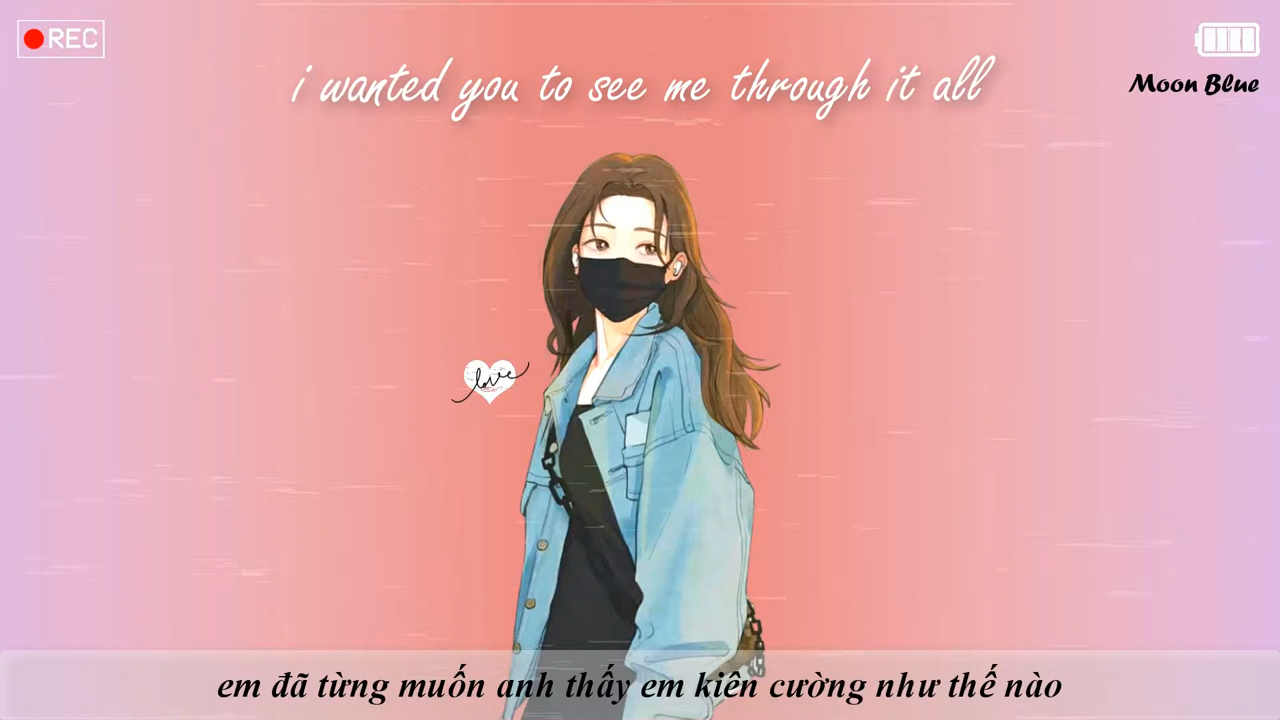 REC
i wanted you to see me through it all
Moon Blue
love
em đã từng muốn anh thấy em kiên cường như thế nào